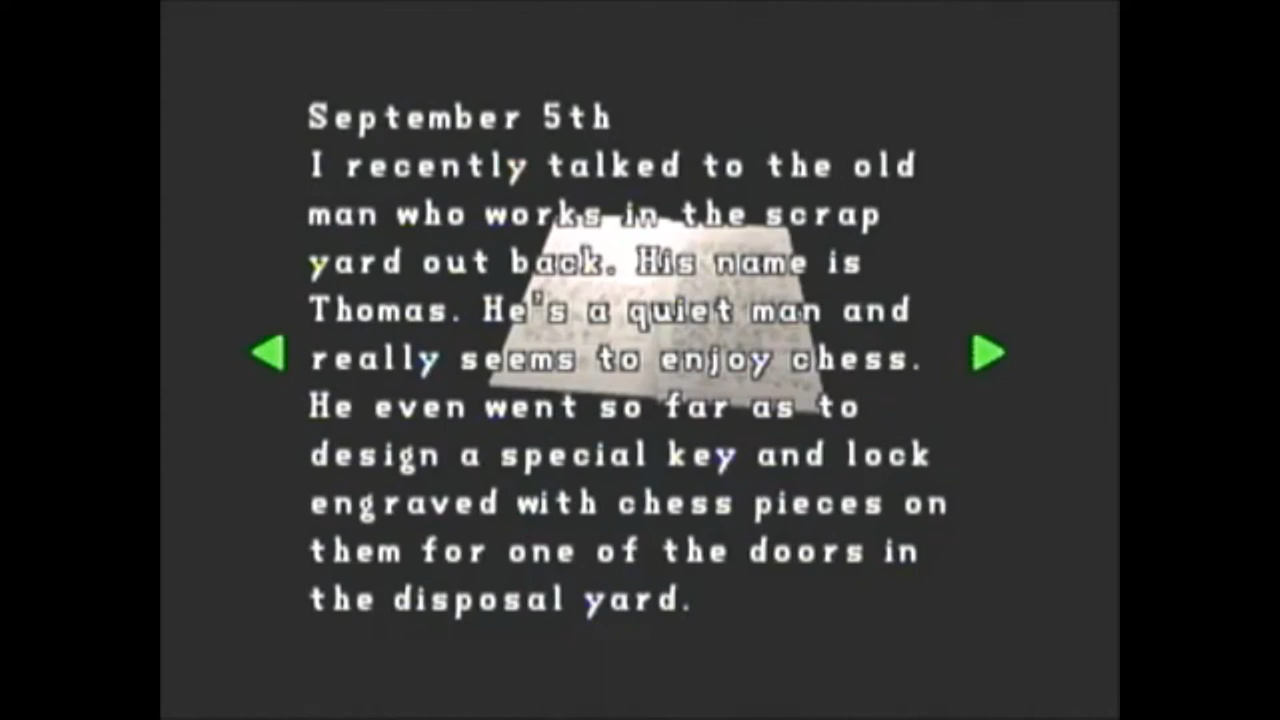 September 5th
I recently talked to the old
man who works in the scrap
yard out back. His name is
Thomas. He's a quiet man and
really seems to enjoy chess.
He even went so far as to
design a special key and lock
engraved with chess pieces on
them for one of the doors in
the disposal yard.